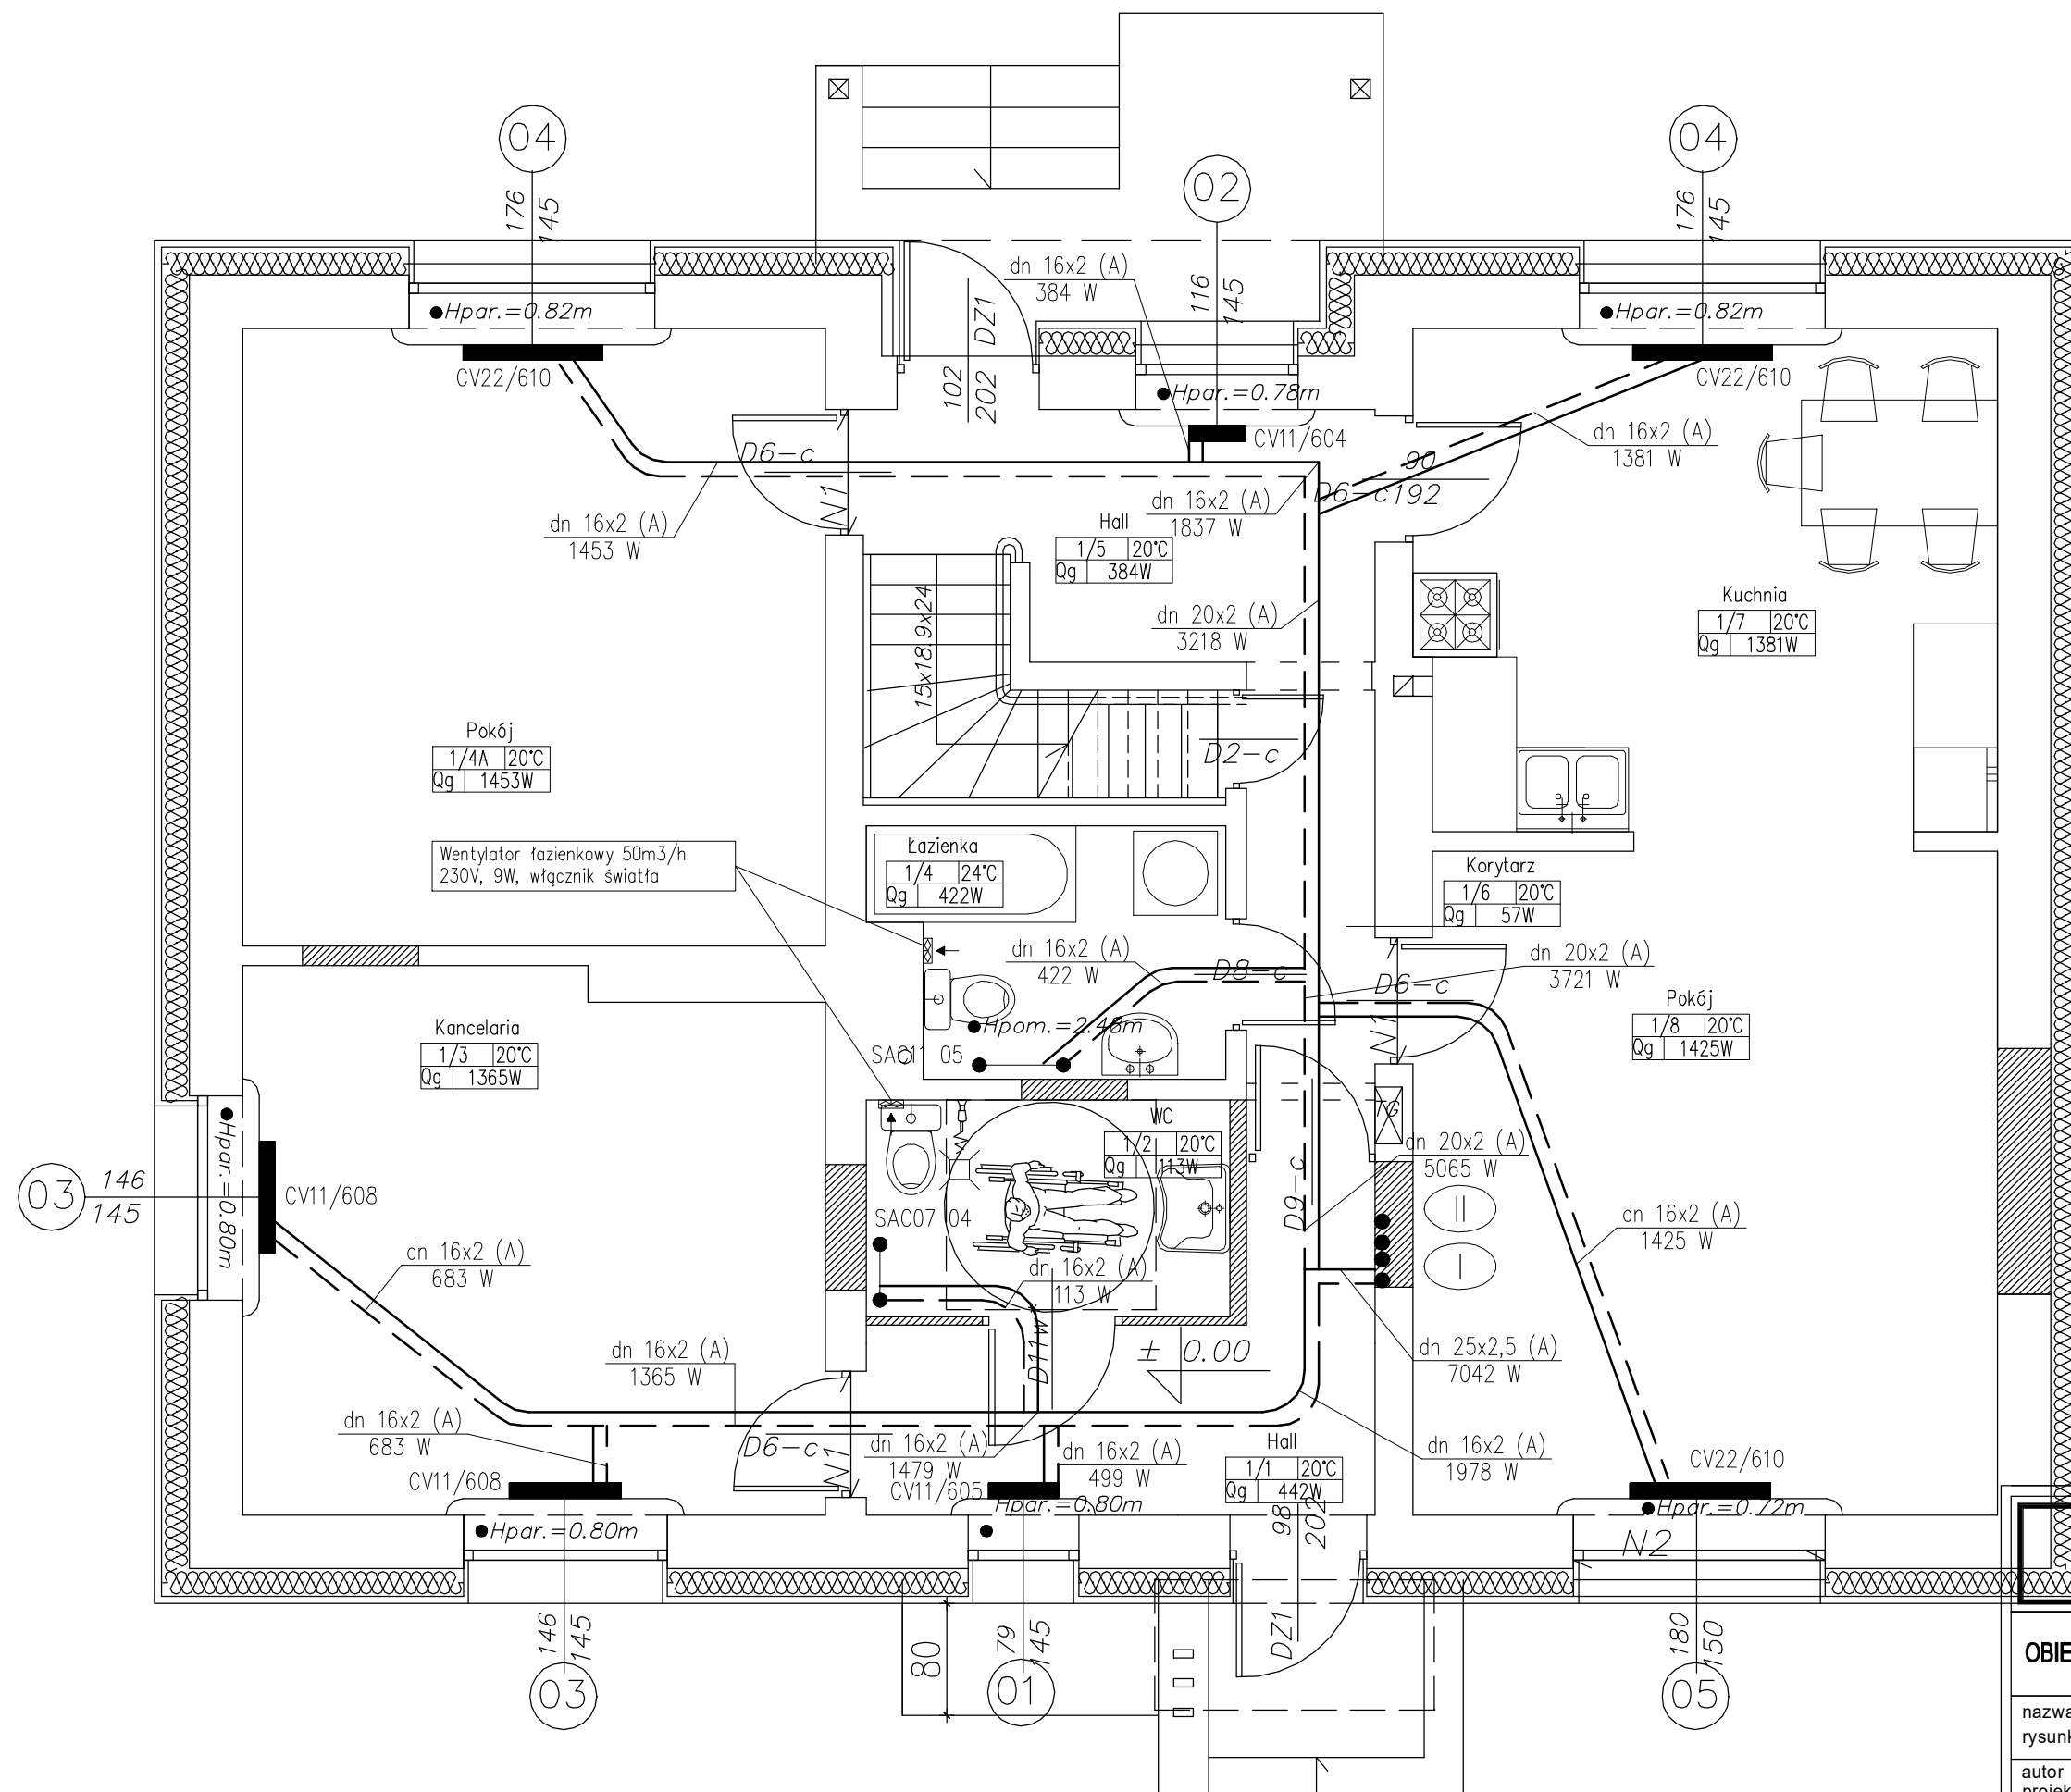 04
176
145
02
116
145
04
176
145
dn 16x2 (A)
384 W
DZ1
102
202
Hpar.=0.82m
CV22/610
Hpar.=0.78m
CV11/604
Hpar.=0.82m
CV22/610
dn 16x2 (A)
1381 W
D6-c
N1
90
D6-c192
dn 16x2 (A)
1453 W
dn 16x2 (A)
1837 W
Hall
1/5 20°C
Qg 384W
15x18.9x24
dn 20x2 (A)
3218 W
Kuchnia
1/7 20°C
Qg 1381W
Pokój
1/4A 20°C
Qg 1453W
D2-c
Wentylator łazienkowy 50m3/h
230V, 9W, włącznik światła
Łazienka
1/4 24°C
Qg 422W
Korytarz
1/6 20°C
Qg 57W
dn 16x2 (A)
422 W
D8-c
D6-c
N1
dn 20x2 (A)
3721 W
Hpom.=2.48m
SAC11 05
Kancelaria
1/3 20°C
Qg 1365W
Pokój
1/8 20°C
Qg 1425W
WC
1/2 20°C
Qg 113W
TG
dn 20x2 (A)
5065 W
03
146
145
Hpar.=0.80m
CV11/608
SAC07 04
D9-c
II
I
dn 16x2 (A)
1425 W
dn 16x2 (A)
683 W
dn 16x2 (A)
113 W
D11w
± 0.00
dn 16x2 (A)
1365 W
dn 25x2,5 (A)
7042 W
dn 16x2 (A)
683 W
D6-c
N1
dn 16x2 (A)
1479 W
dn 16x2 (A)
499 W
Hall
1/1 20°C
Qg 442W
dn 16x2 (A)
1978 W
CV11/608
CV11/605
CV22/610
Hpar.=0.80m
Hpar.=0.80m
98
202
Hpar.=0.72m
N2
146
145
03
80
79
145
01
DZ1
180
150
05
OBIE
nazwa
rysunk
autor
projek